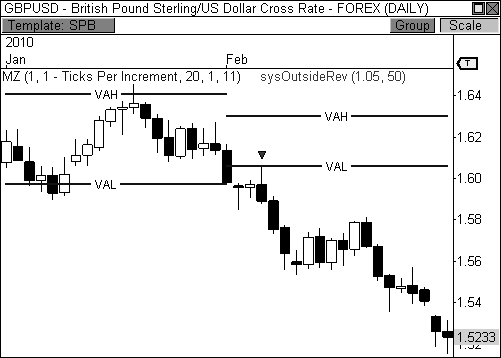 GBPUSD - British Pound Sterling/US Dollar Cross Rate - FOREX (DAILY)
Template: SPB Group Scale
2010
Jan Feb
T
MZ (1, 1 - Ticks Per Increment, 20, 1, 11) sysOutsideRev (1.05, 50)
VAH
1.64
VAH
1.62
VAL
VAL
1.60
1.58
1.56
1.54
1.5233
1.52